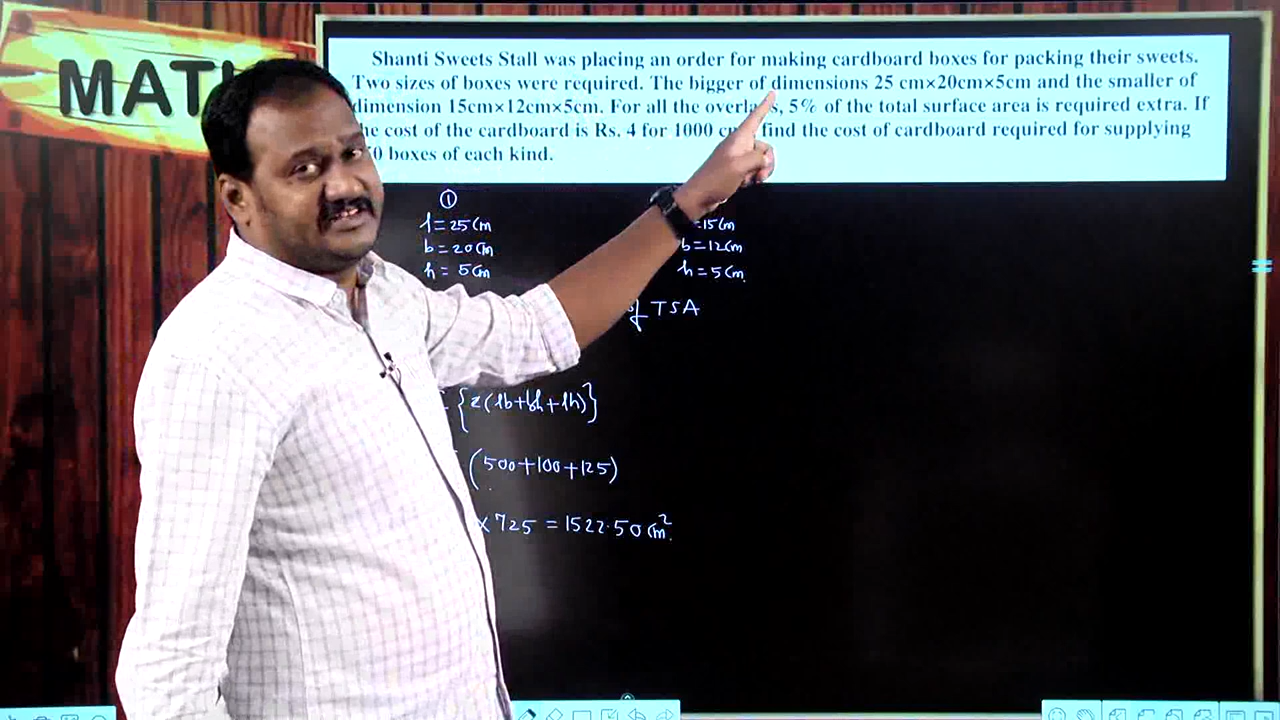 MAT
Shanti Sweets Stall was placing an order for making cardboard boxes for packing their sweets.
Two sizes of boxes were required. The bigger of dimensions 25 cm×20cm×5cm and the smaller of
dimension 15cm×12cm×5cm. For all the 5% of the total surface area is required extra. If
cost of the cardboard is Rs. 4 for 1000 find the cost of cardboard required for supplying
boxes of each kind.
①
l = 25 Cm =15 Cm
b = 20 Cm b = 12 Cm
h = 5 Cm h = 5 Cm.
of TSA
{2(lb+bh+lh)}
(500+100+125)
× 725 = 1522.50 Cm².